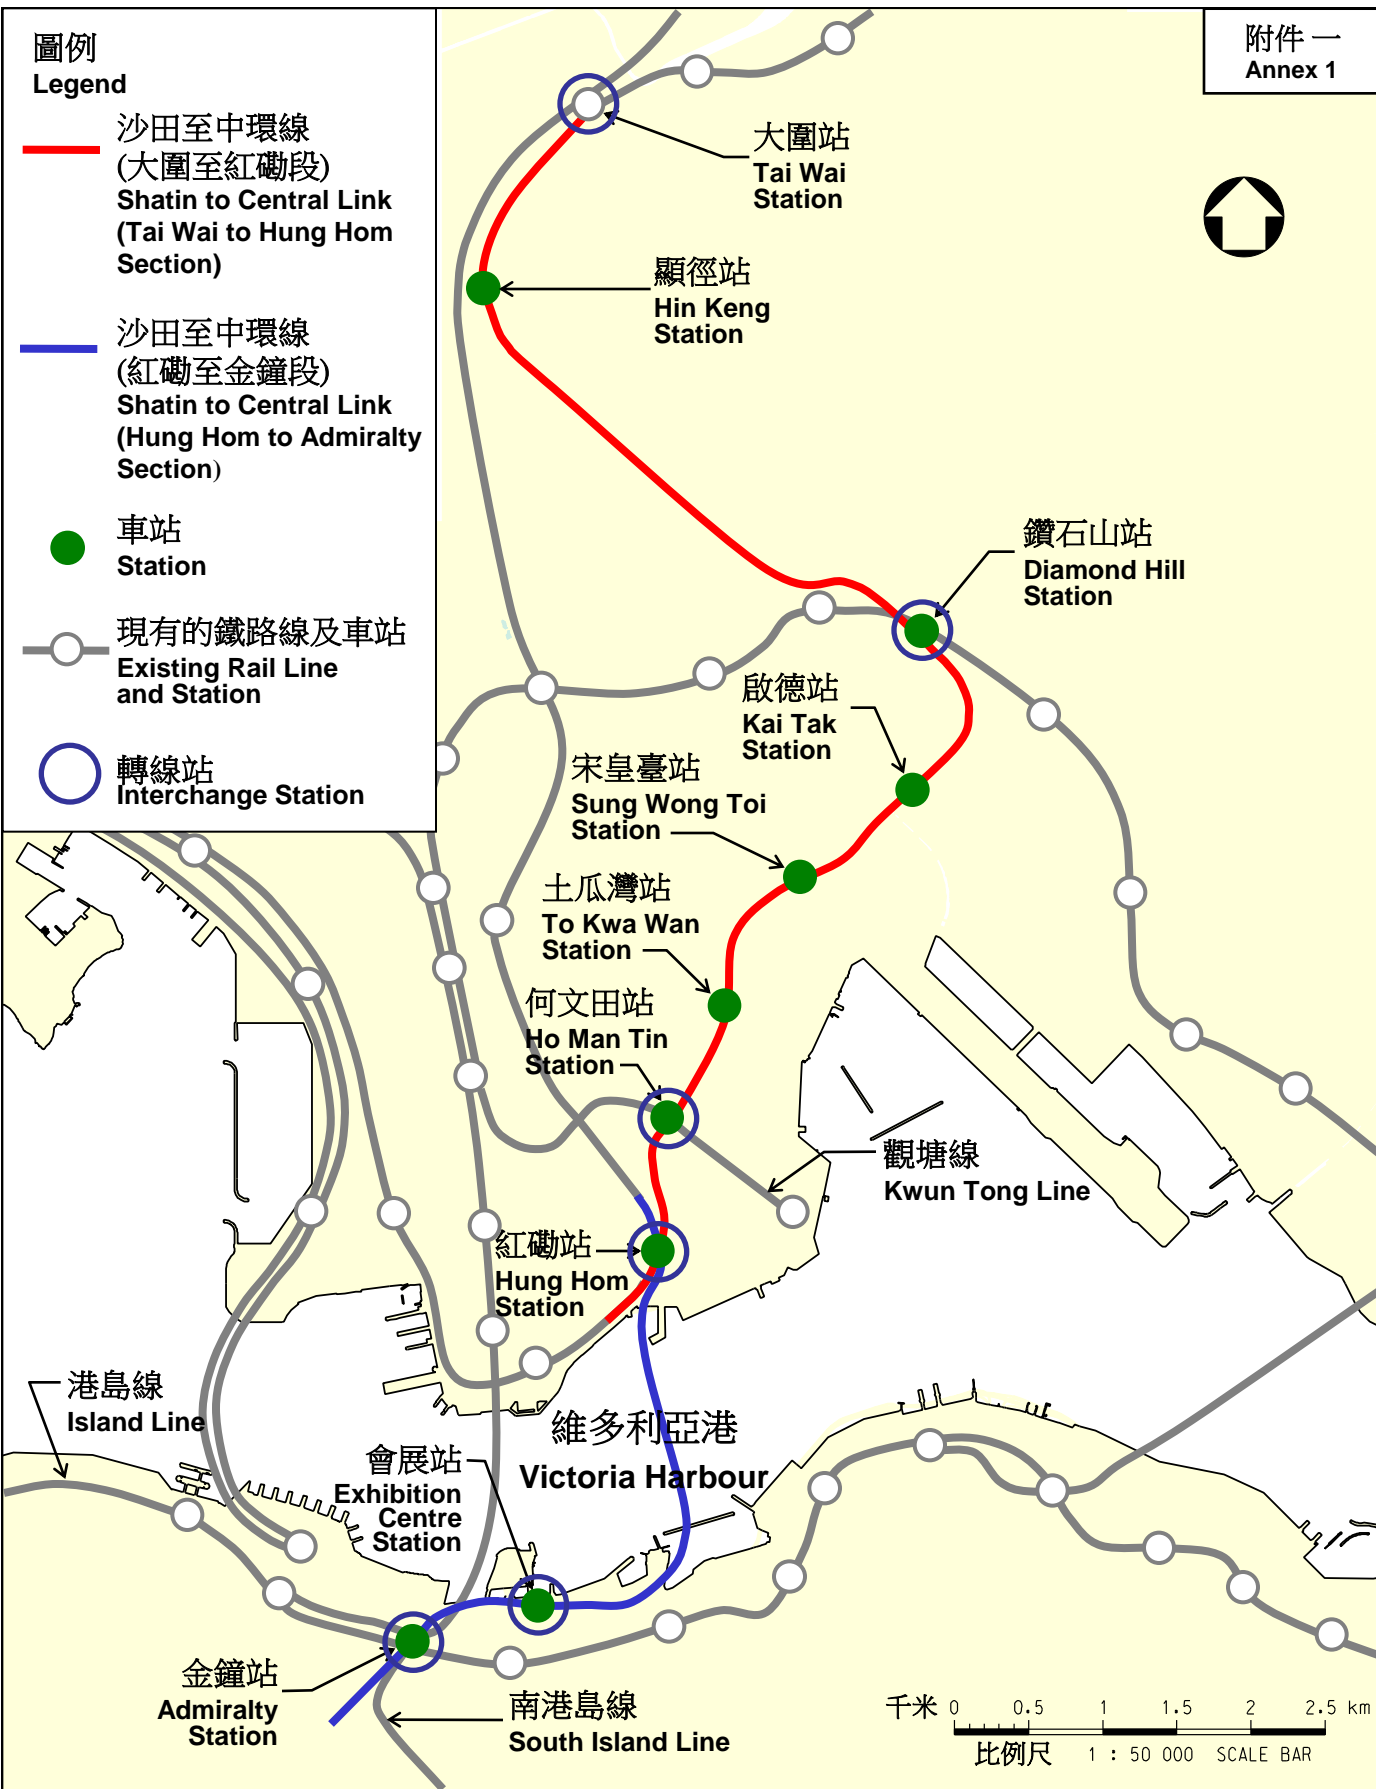 圖例
Legend
沙田至中環線
(大圍至紅磡段)
Shatin to Central Link
(Tai Wai to Hung Hom
Section)
沙田至中環線
(紅磡至金鐘段)
Shatin to Central Link
(Hung Hom to Admiralty
Section)
車站
Station
現有的鐵路線及車站
Existing Rail Line
and Station
轉線站
Interchange Station
附件一
Annex 1
大圍站
Tai Wai
Station
顯徑站
Hin Keng
Station
鑽石山站
Diamond Hill
Station
啟德站
Kai Tak
Station
宋皇臺站
Sung Wong Toi
Station
土瓜灣站
To Kwa Wan
Station
何文田站
Ho Man Tin
Station
觀塘線
Kwun Tong Line
紅磡站
Hung Hom
Station
港島線
Island Line
維多利亞港
Victoria Harbour
會展站
Exhibition
Centre
Station
金鐘站
Admiralty
Station
南港島線
South Island Line
千米 0 0.5 1 1.5 2 2.5 km
比例尺 1 : 50 000 SCALE BAR